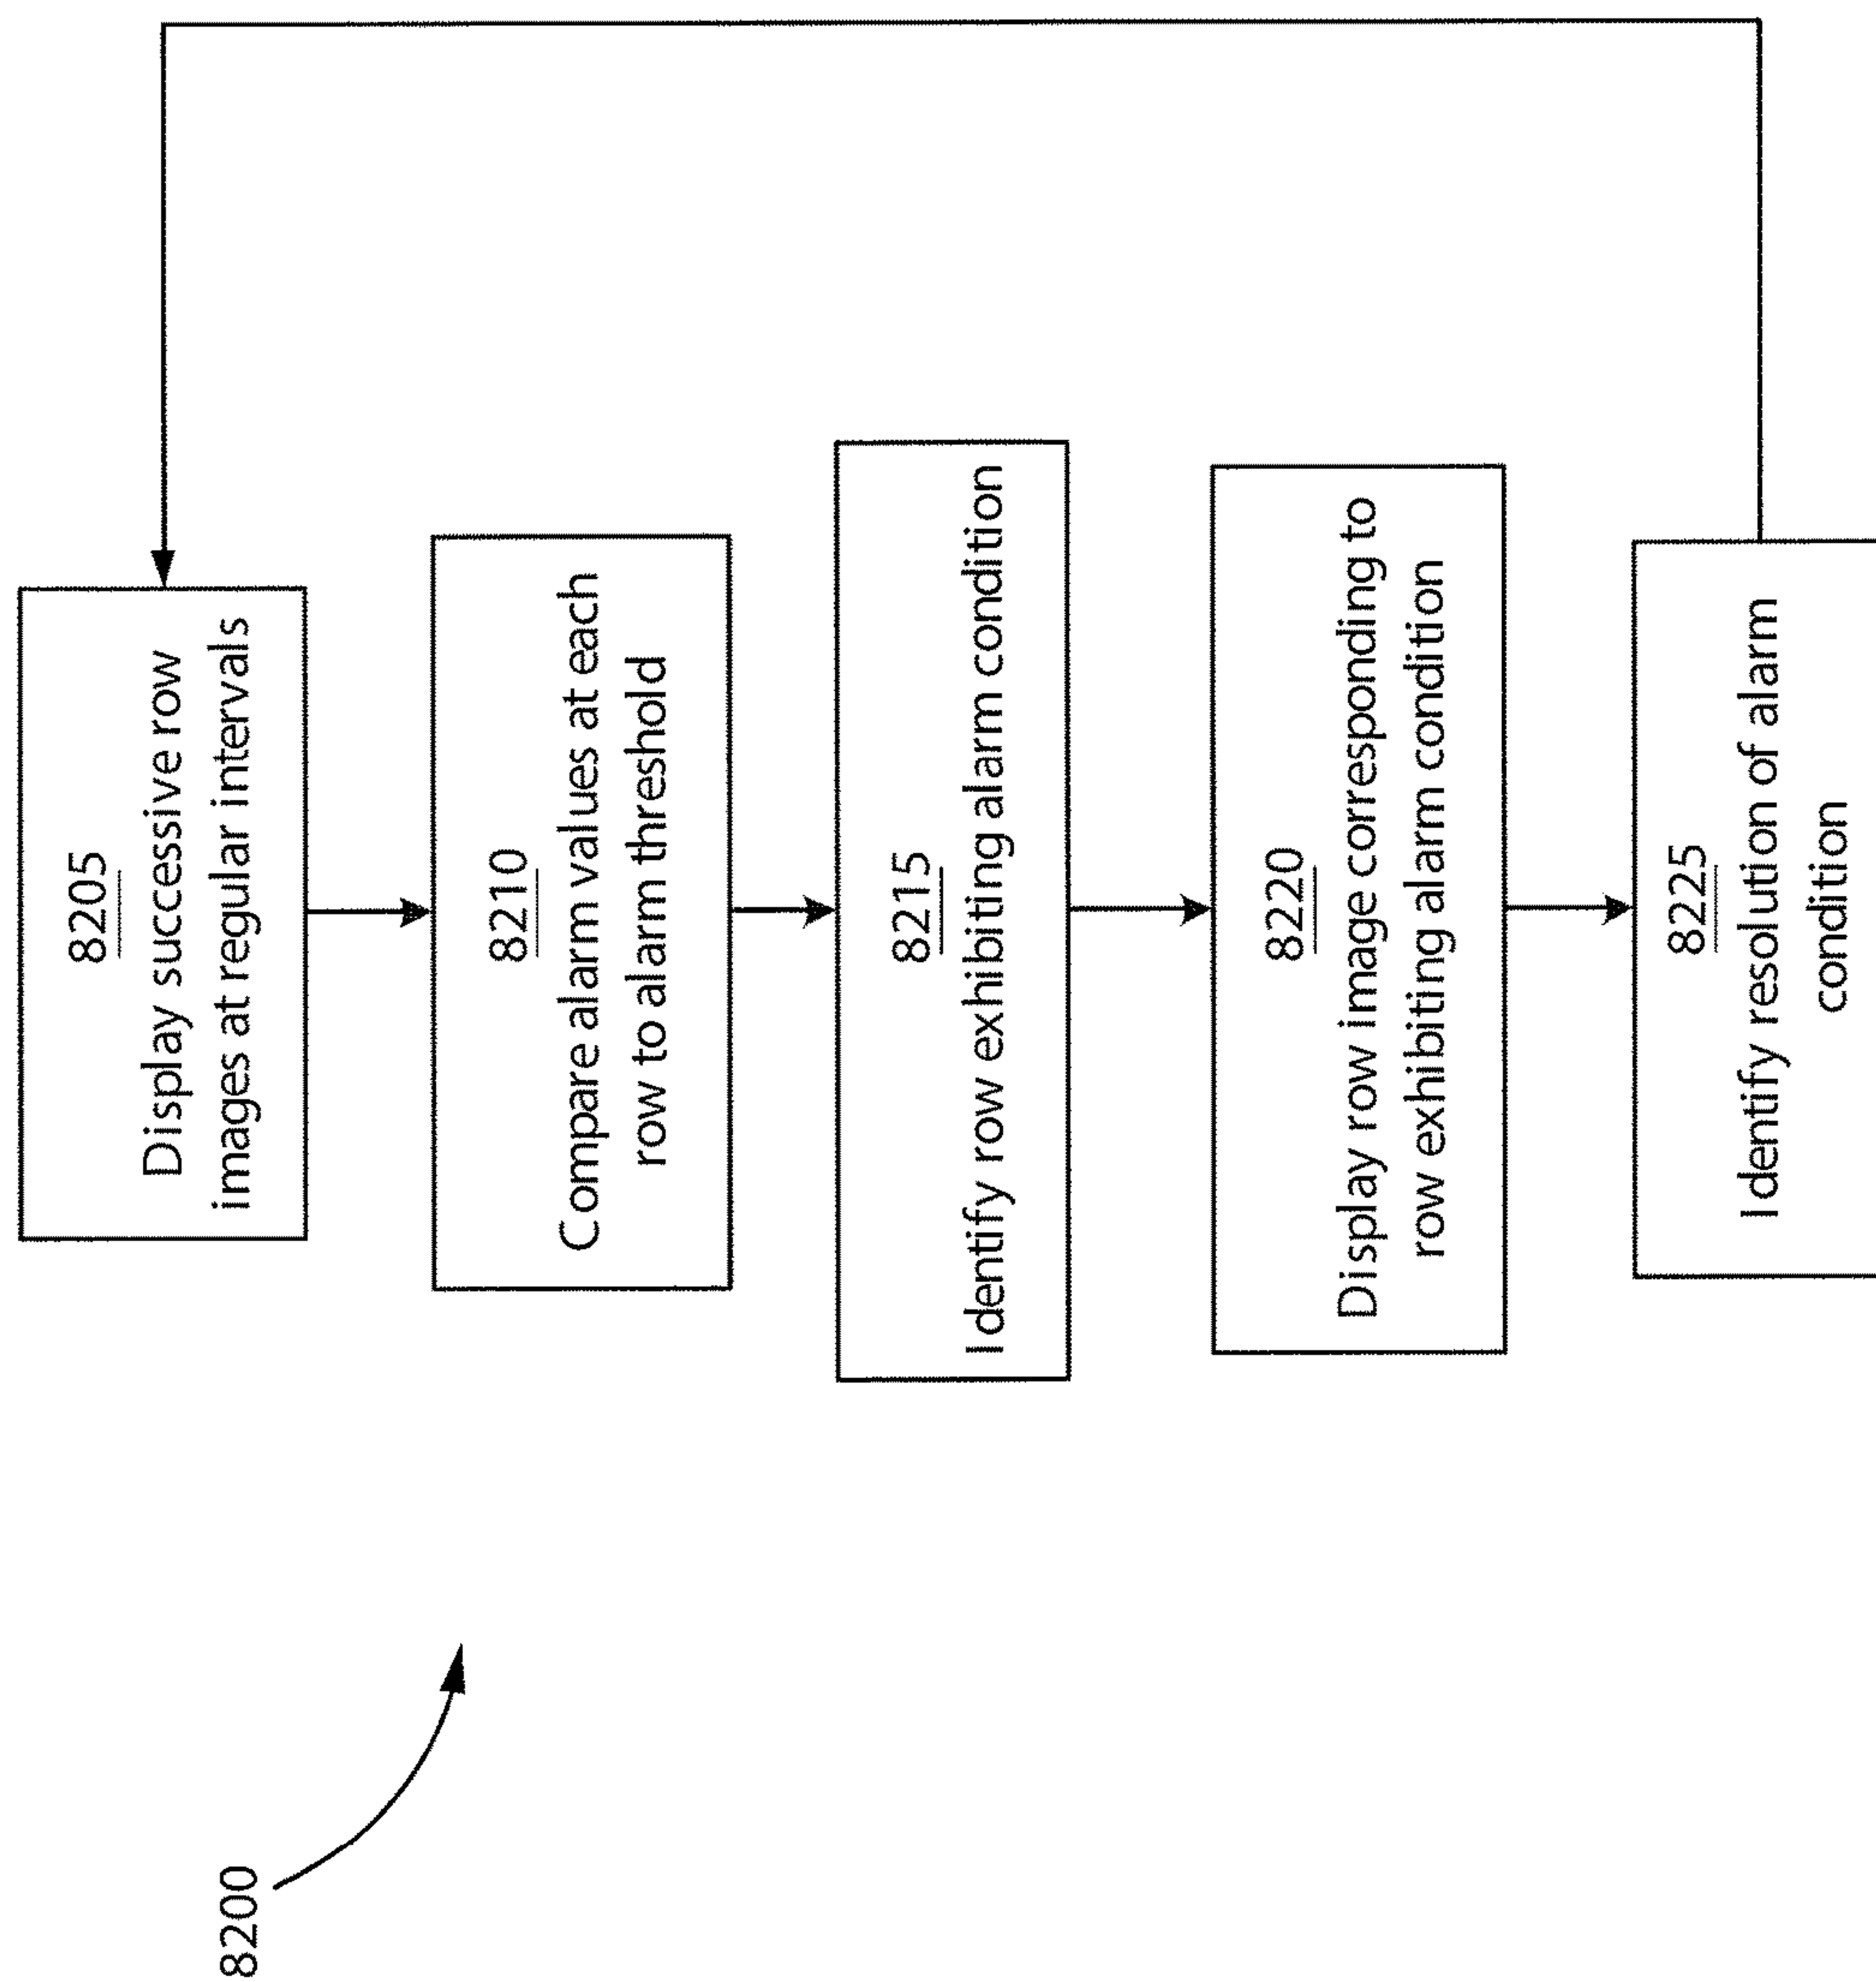 8200
8205
Display successive row
images at regular intervals
8210
Compare alarm values at each
row to alarm threshold
8215
Identify row exhibiting alarm condition
8220
Display row image corresponding to
row exhibiting alarm condition
8225
Identify resolution of alarm
condition